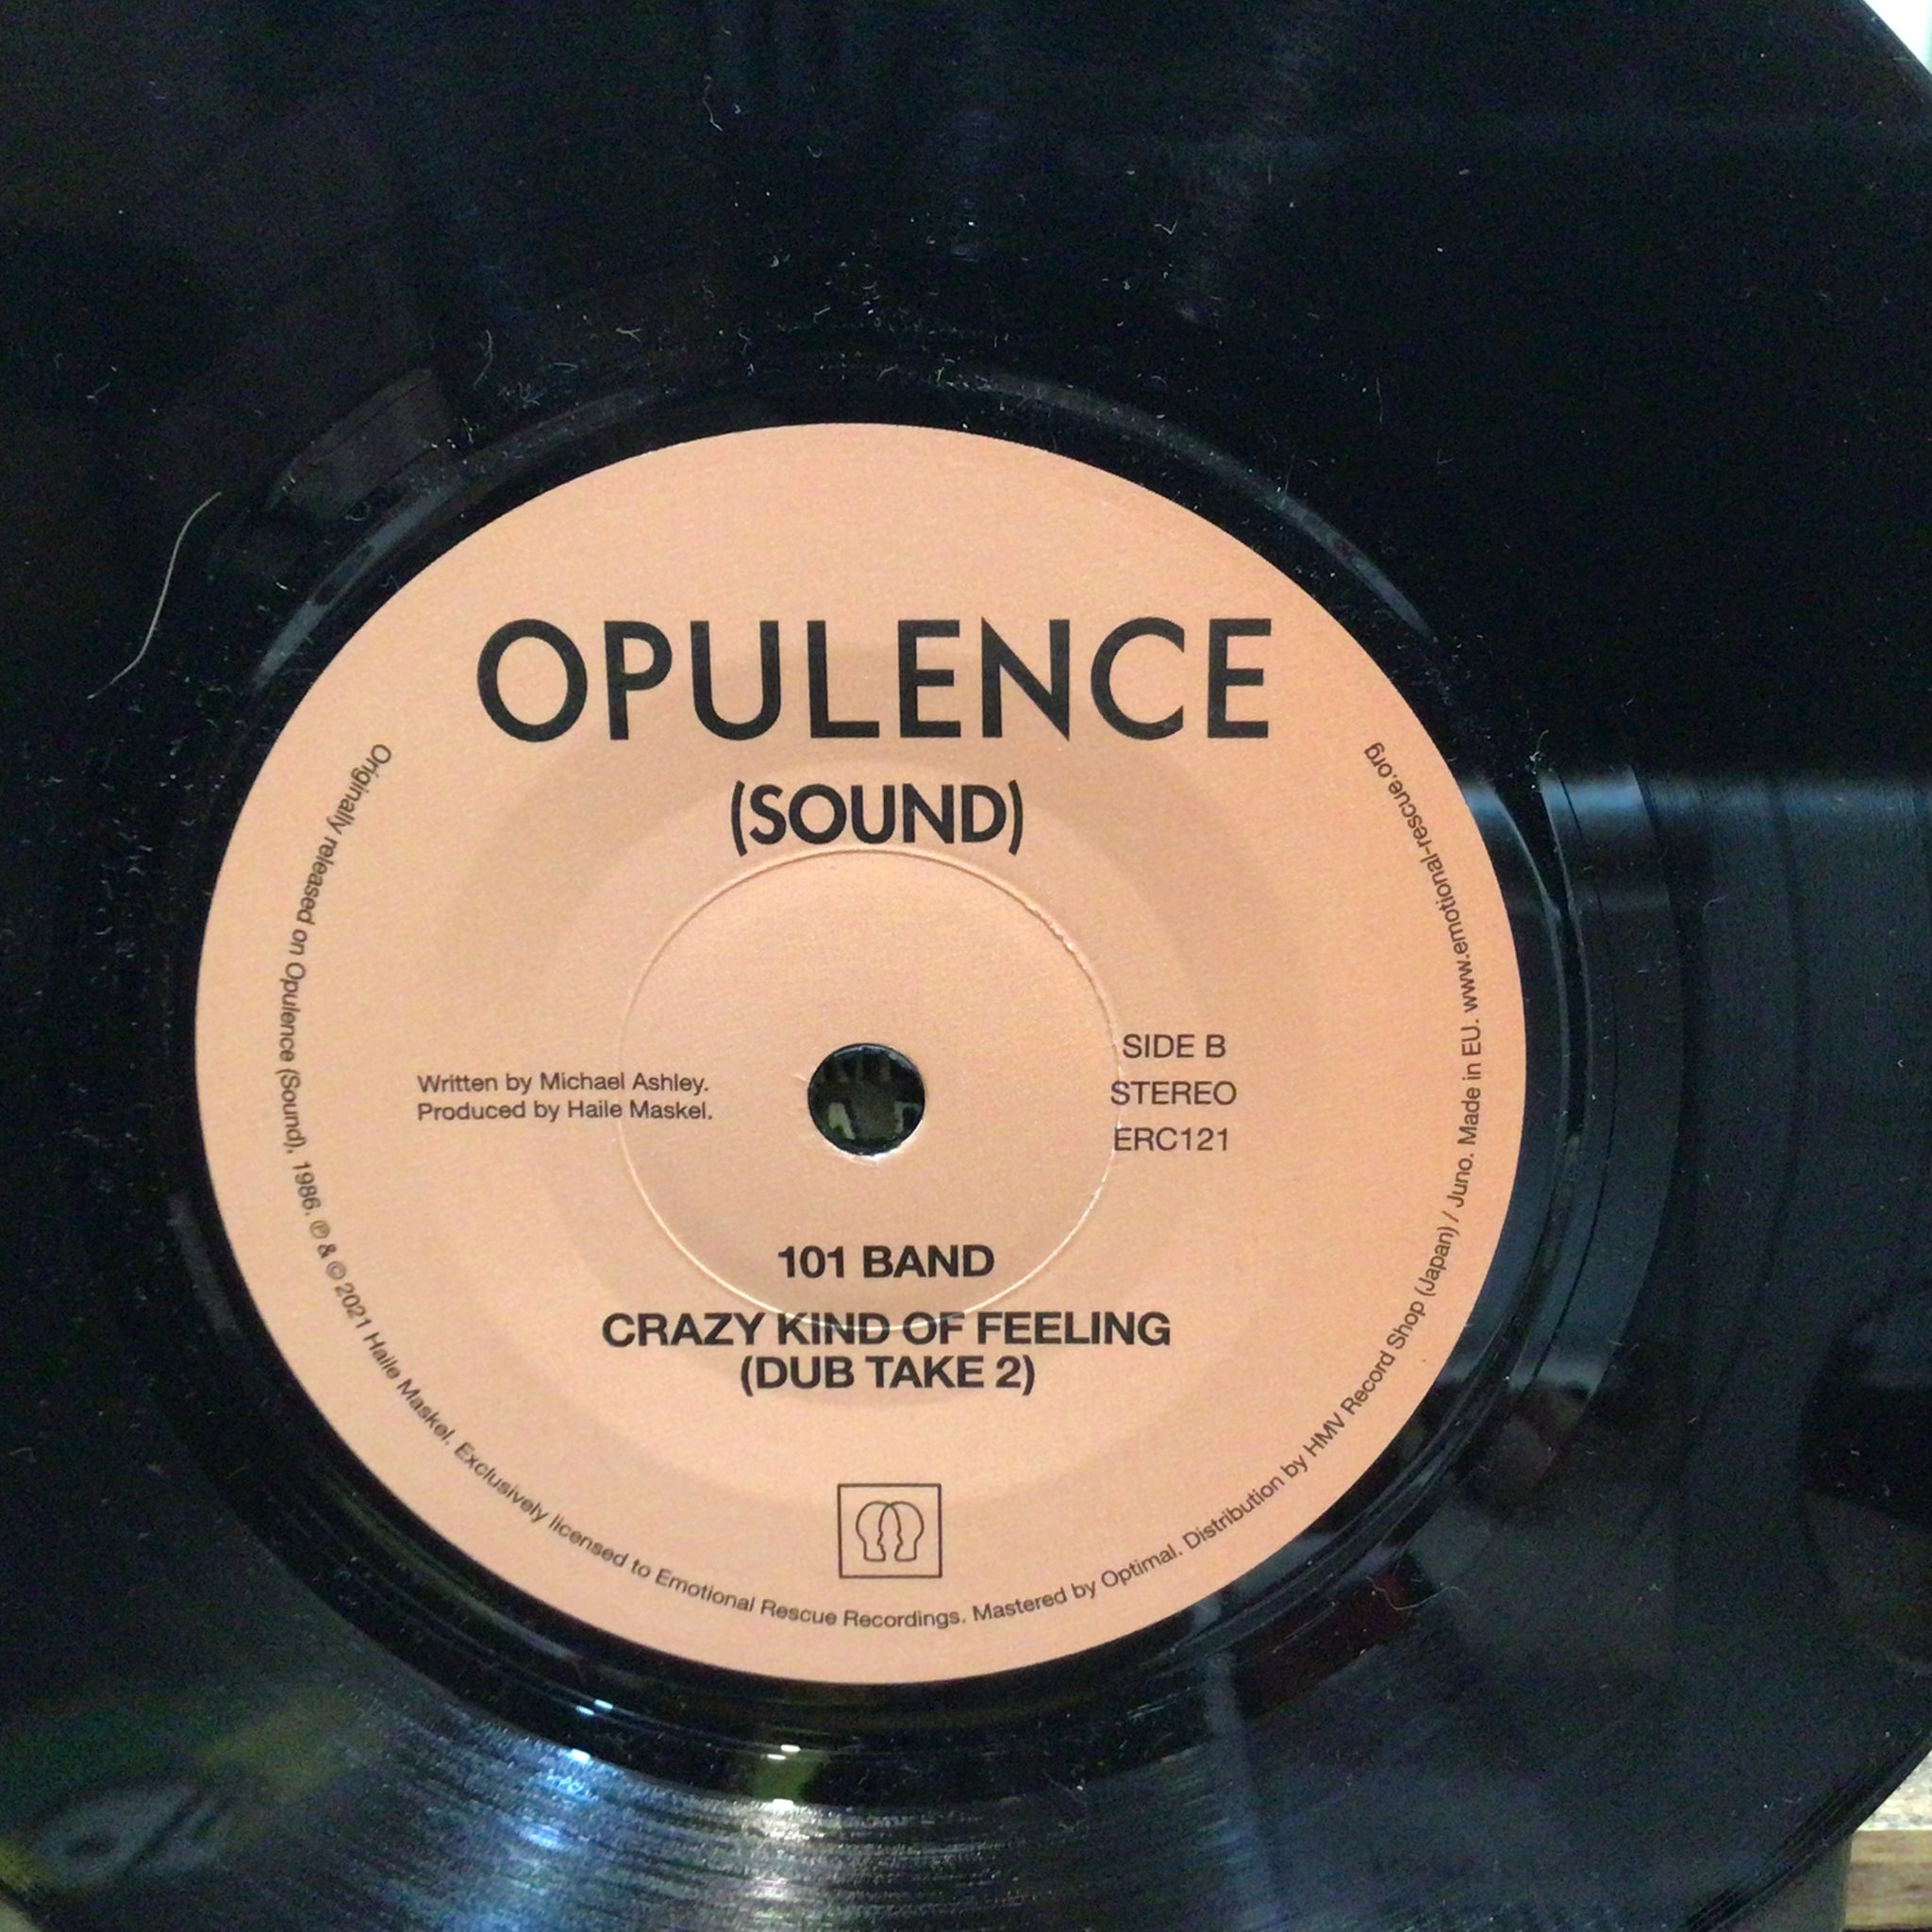 OPULENCE
(SOUND)
Written by Michael Ashley.
Produced by Haile Maskel.
SIDE B
STEREO
ERC121
101 BAND
CRAZY KIND OF FEELING
(DUB TAKE 2)
Originally released on Opulence (Sound), 1986. ℗ & © 2021 Haile Maskel. Exclusively licensed to Emotional Rescue Recordings. Mastered by Optimal. Distribution by HMV Record Shop (Japan) / Juno. Made in EU. www.emotional-rescue.org